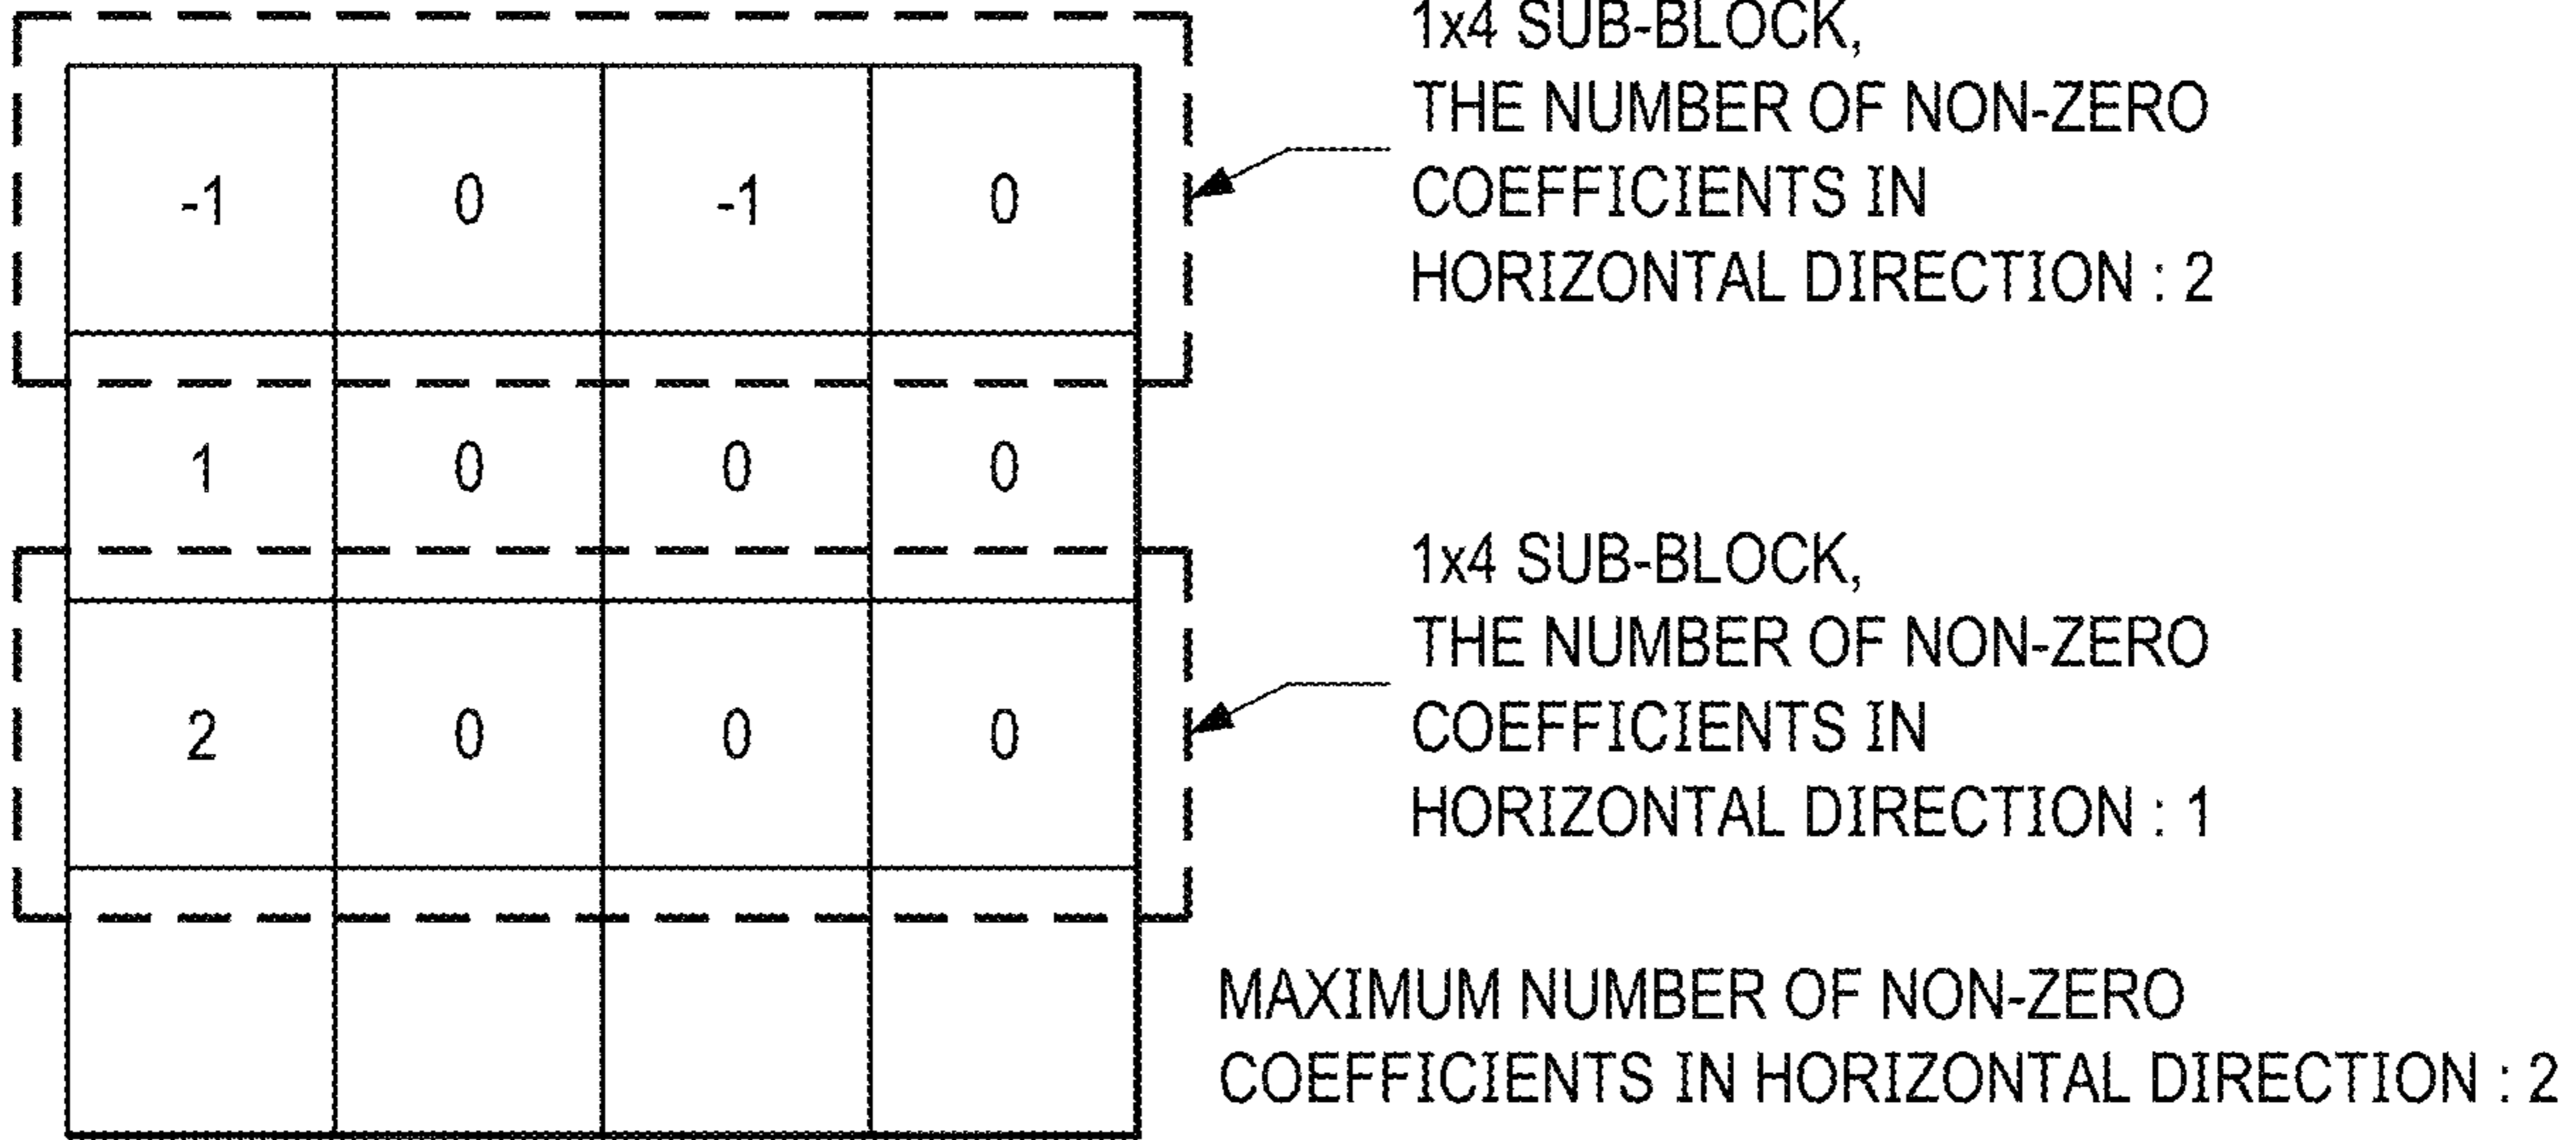 1x4 SUB-BLOCK,
THE NUMBER OF NON-ZERO
COEFFICIENTS IN
HORIZONTAL DIRECTION : 2
-1 0 -1 0
1 0 0 0
1x4 SUB-BLOCK,
THE NUMBER OF NON-ZERO
COEFFICIENTS IN
HORIZONTAL DIRECTION : 1
2 0 0 0
MAXIMUM NUMBER OF NON-ZERO
COEFFICIENTS IN HORIZONTAL DIRECTION : 2